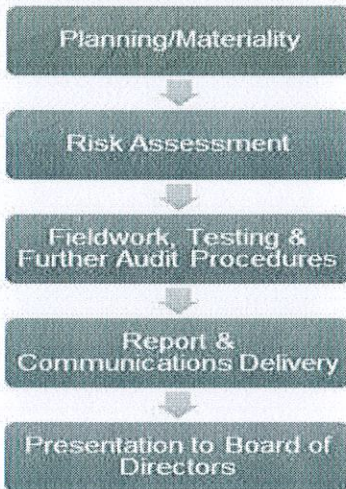 Planning/Materiality
Risk Assessment
Fieldwork, Testing &
Further Audit Procedures
Report &
Communications Delivery
Presentation to Board of
Directors